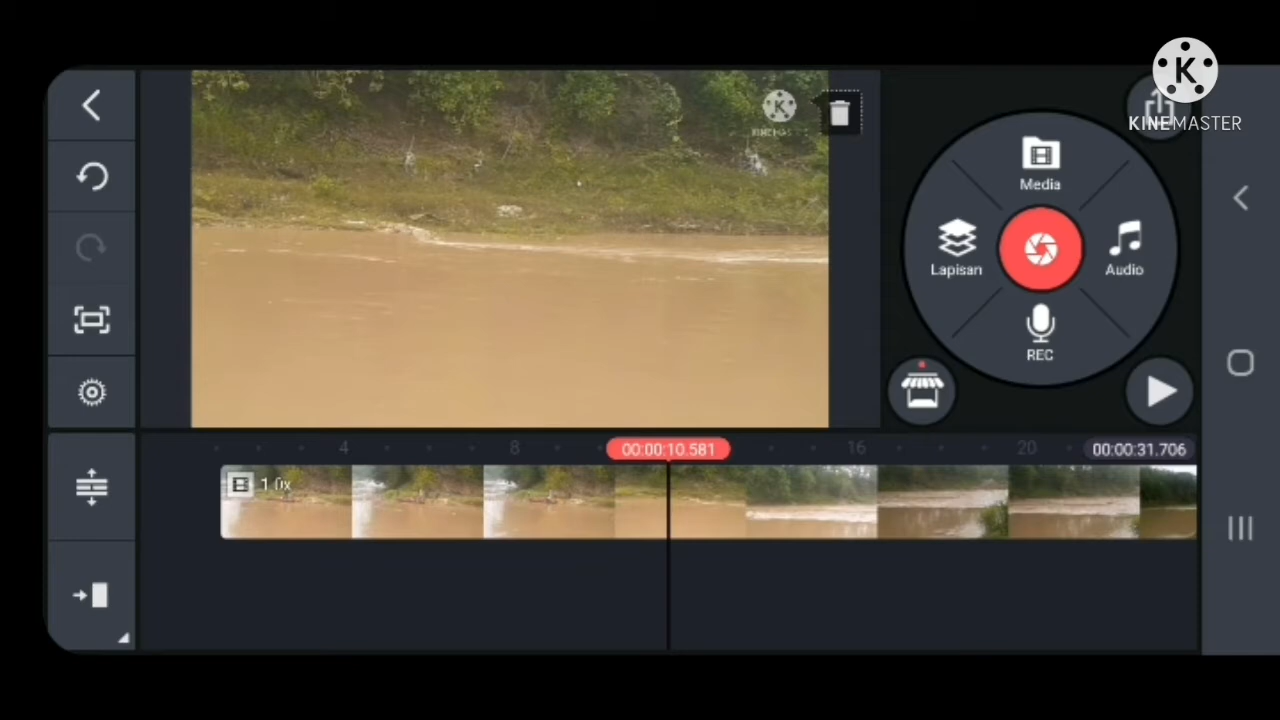 KINEMASTER
Media
Lapisan
Audio
REC
4
8
00:00:10.581
16
20
00:00:31.706
1.0x